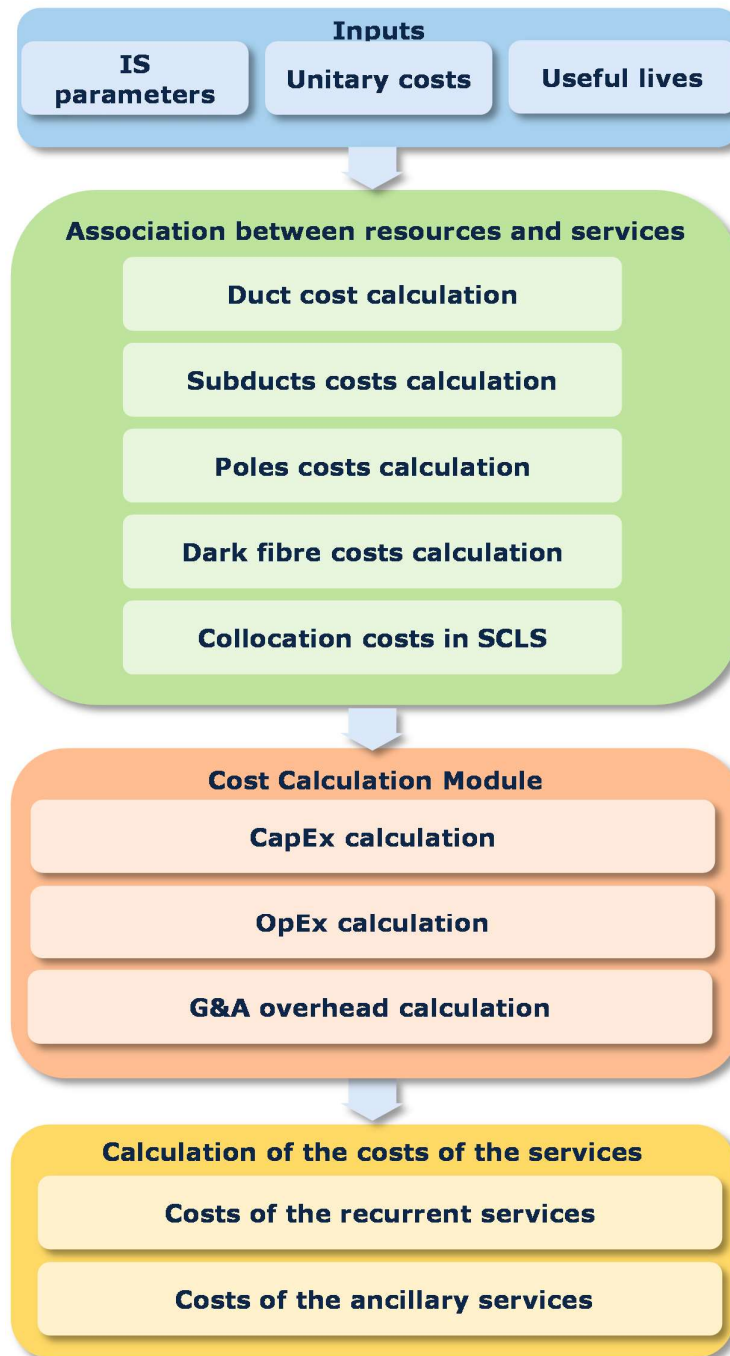 Inputs
IS
parameters
Unitary costs
Useful lives
Association between resources and services
Duct cost calculation
Subducts costs calculation
Poles costs calculation
Dark fibre costs calculation
Collocation costs in SCLS
Cost Calculation Module
CapEx calculation
OpEx calculation
G&A overhead calculation
Calculation of the costs of the services
Costs of the recurrent services
Costs of the ancillary services